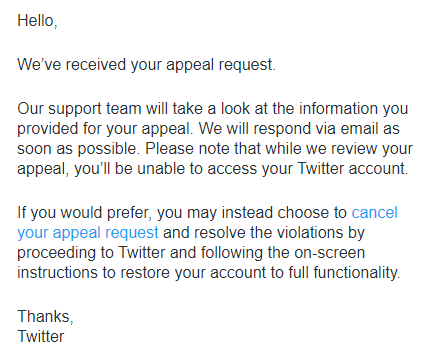 Hello,
We’ve received your appeal request.
Our support team will take a look at the information you
provided for your appeal. We will respond via email as
soon as possible. Please note that while we review your
appeal, you’ll be unable to access your Twitter account.
If you would prefer, you may instead choose to cancel
your appeal request and resolve the violations by
proceeding to Twitter and following the on-screen
instructions to restore your account to full functionality.
Thanks,
Twitter